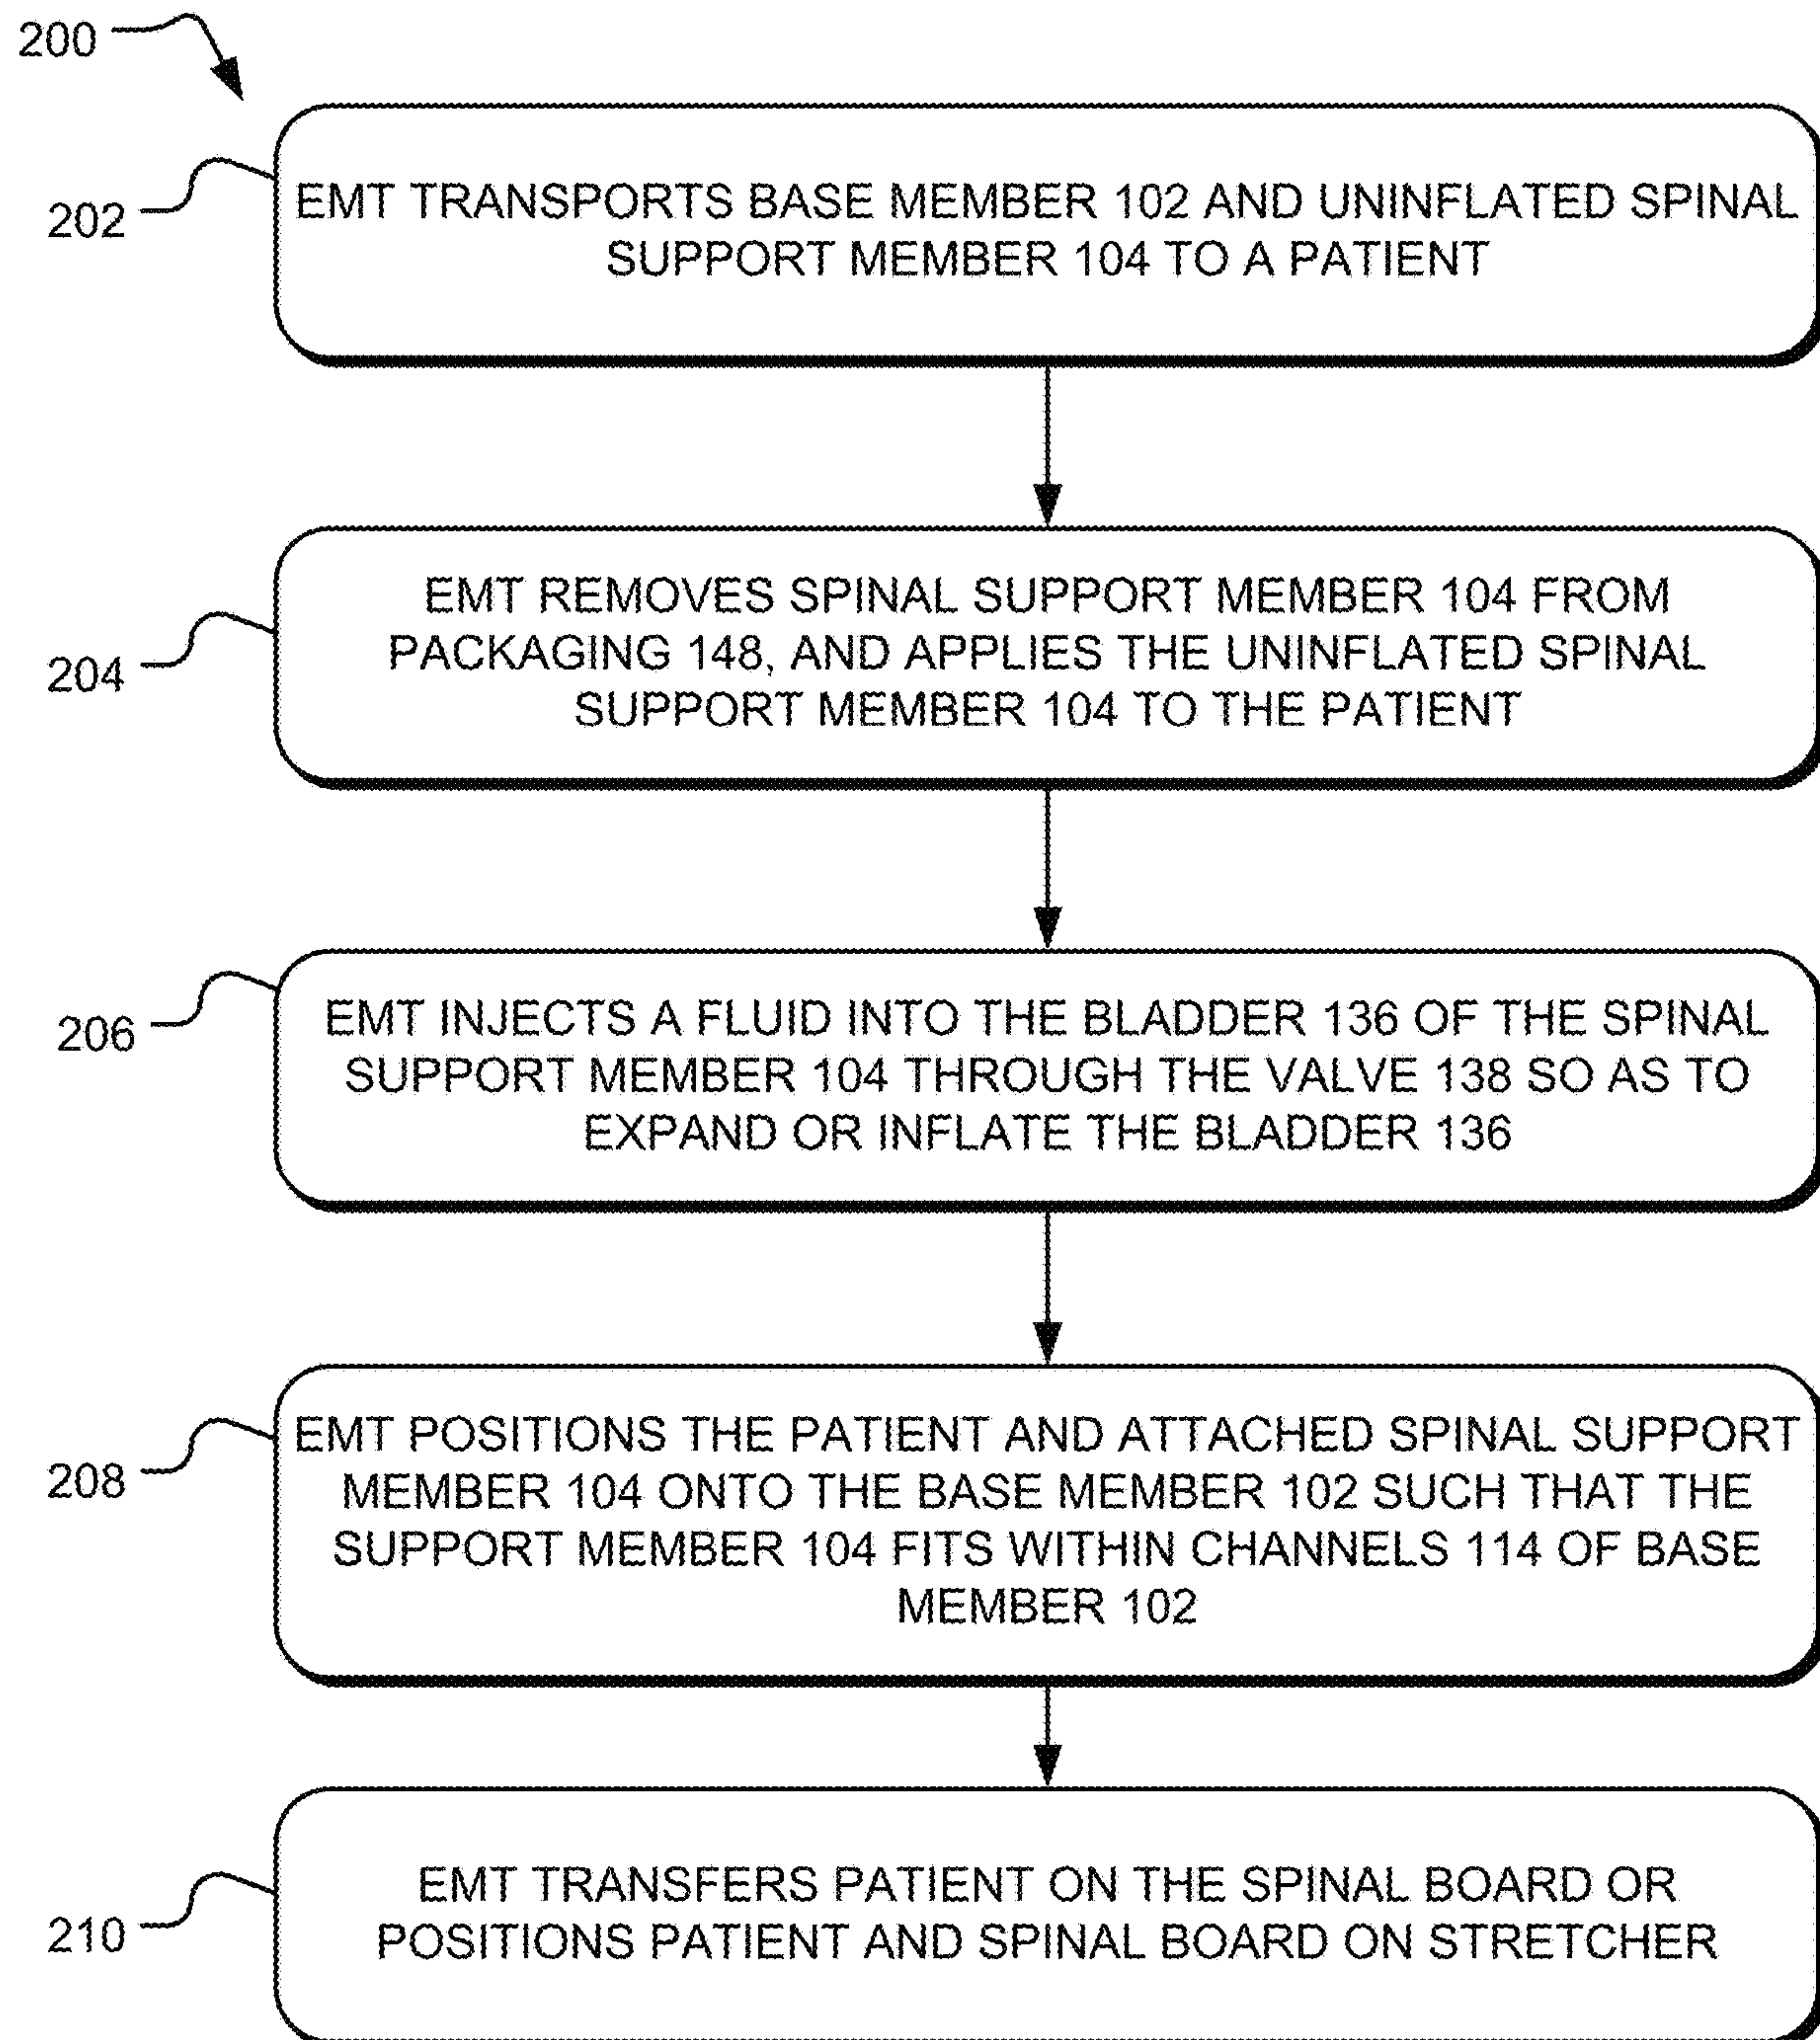 200
202
EMT TRANSPORTS BASE MEMBER 102 AND UNINFLATED SPINAL
SUPPORT MEMBER 104 TO A PATIENT
204
EMT REMOVES SPINAL SUPPORT MEMBER 104 FROM
PACKAGING 148, AND APPLIES THE UNINFLATED SPINAL
SUPPORT MEMBER 104 TO THE PATIENT
206
EMT INJECTS A FLUID INTO THE BLADDER 136 OF THE SPINAL
SUPPORT MEMBER 104 THROUGH THE VALVE 138 SO AS TO
EXPAND OR INFLATE THE BLADDER 136
208
EMT POSITIONS THE PATIENT AND ATTACHED SPINAL SUPPORT
MEMBER 104 ONTO THE BASE MEMBER 102 SUCH THAT THE
SUPPORT MEMBER 104 FITS WITHIN CHANNELS 114 OF BASE
MEMBER 102
210
EMT TRANSFERS PATIENT ON THE SPINAL BOARD OR
POSITIONS PATIENT AND SPINAL BOARD ON STRETCHER